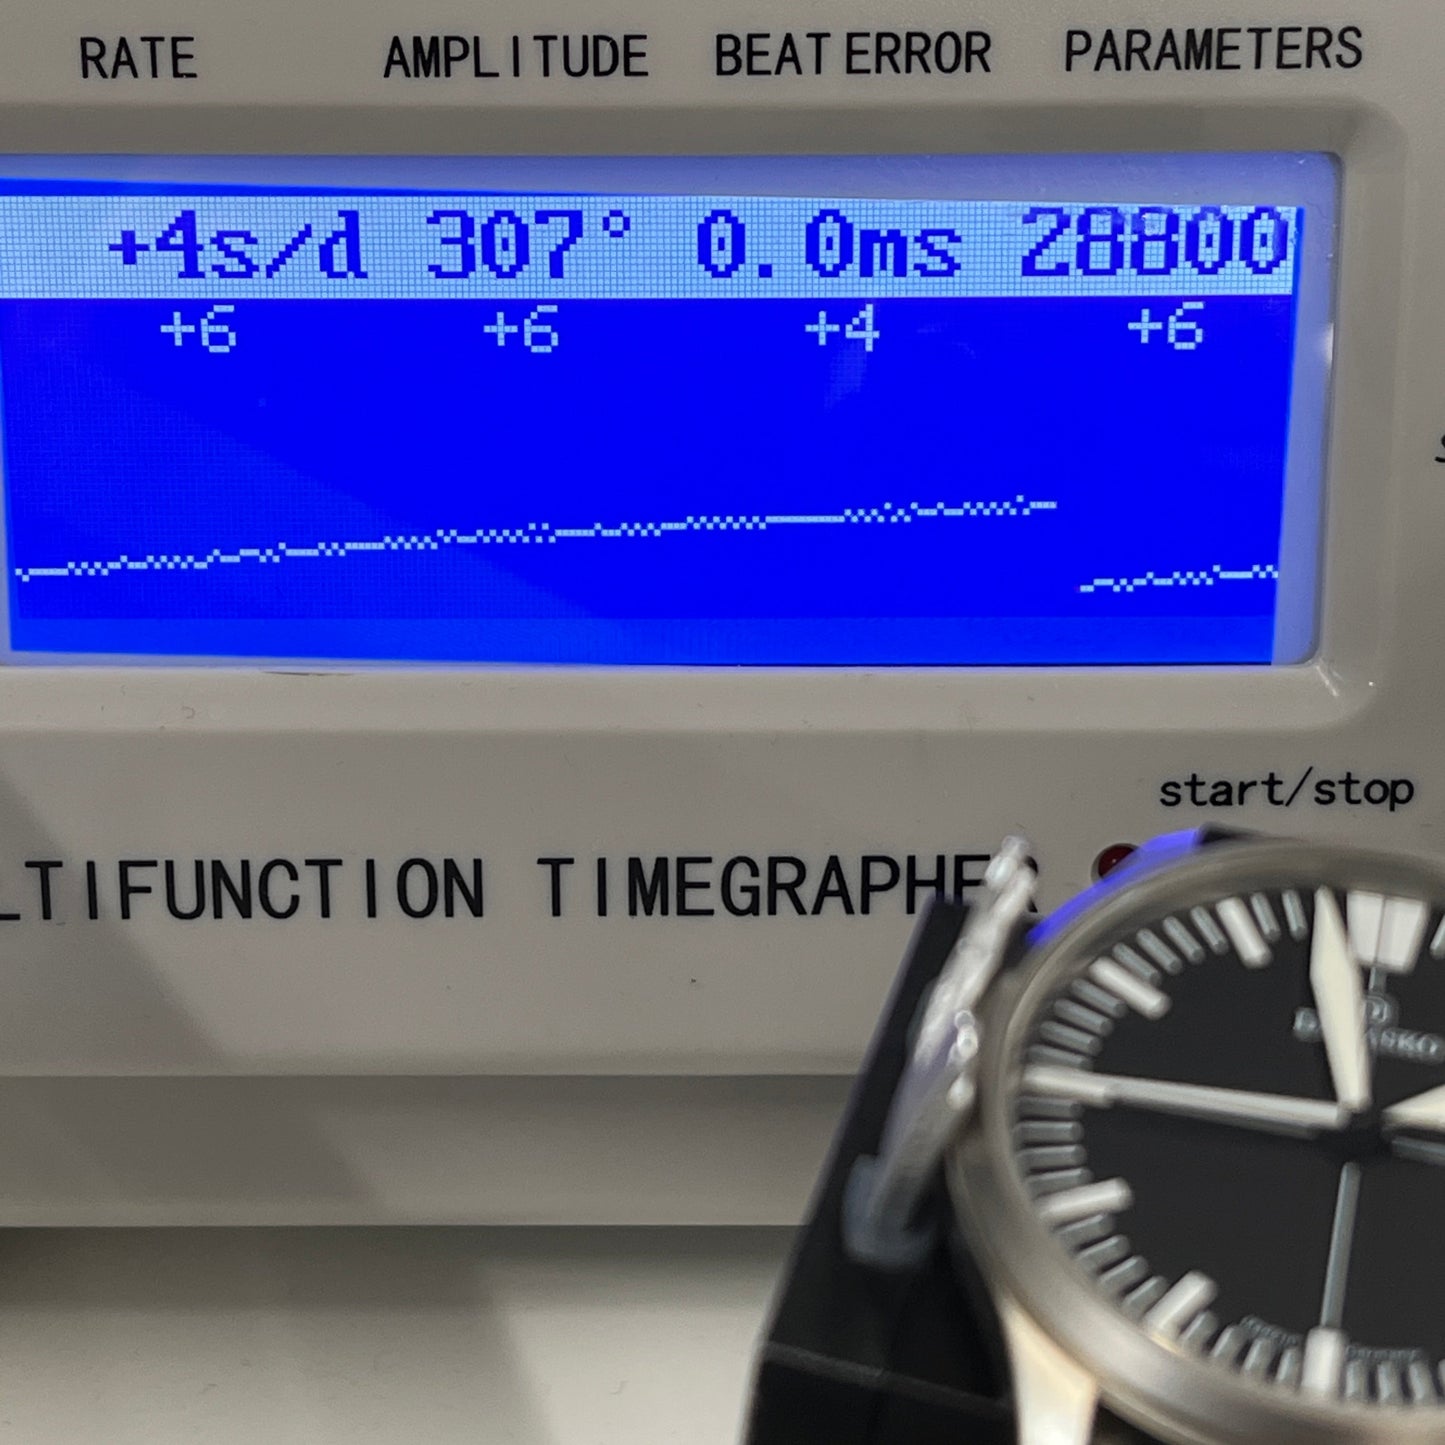 RATE AMPLITUDE BEAT ERROR PARAMETERS
+4s/d 307° 0.0ms 28800
+6 +6 +4 +6
start/stop
LTIFUNCTION TIMEGRAPHER